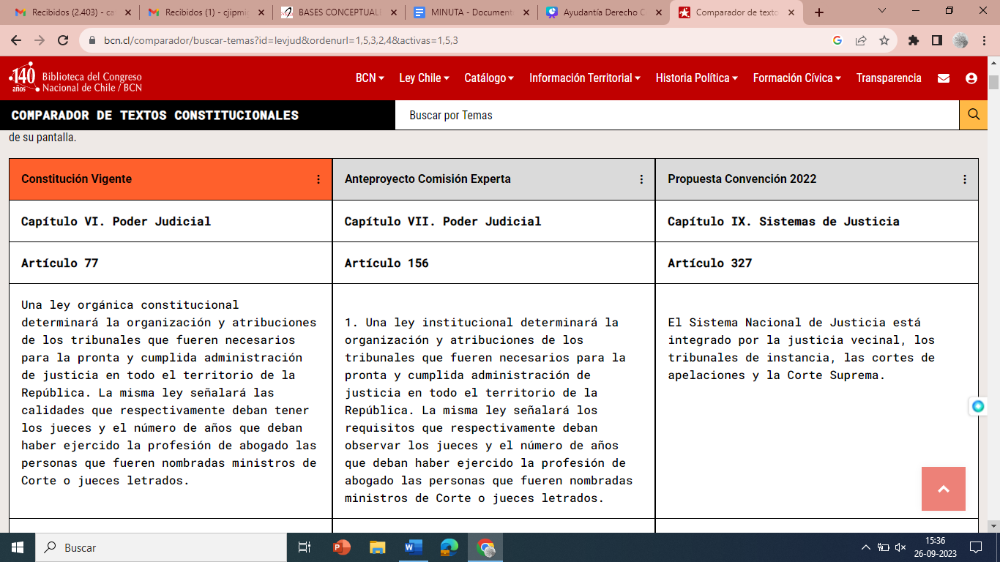 Recibidos (2.403) - ca
Recibidos (1) - cjipmig
BASES CONCEPTUALE
MINUTA - Document
Ayudantía Derecho C
Comparador de texto
bcn.cl/comparador/buscar-temas?id=levjud&ordenurl=1,5,3,2,4&activas=1,5,3
140
años
Biblioteca del Congreso
Nacional de Chile / BCN
BCN
Ley Chile
Catálogo
Información Territorial
Historia Política
Formación Cívica
Transparencia
COMPARADOR DE TEXTOS CONSTITUCIONALES
Buscar por Temas
de su pantalla.
Constitución Vigente
Anteproyecto Comisión Experta
Propuesta Convención 2022
Capítulo VI. Poder Judicial
Capítulo VII. Poder Judicial
Capítulo IX. Sistemas de Justicia
Artículo 77
Artículo 156
Artículo 327
Una ley orgánica constitucional
determinará la organización y atribuciones
de los tribunales que fueren necesarios
para la pronta y cumplida administración
de justicia en todo el territorio de la
República. La misma ley señalará las
calidades que respectivamente deban tener
los jueces y el número de años que deban
haber ejercido la profesión de abogado las
personas que fueren nombradas ministros de
Corte o jueces letrados.
1. Una ley institucional determinará la
organización y atribuciones de los
tribunales que fueren necesarios para la
pronta y cumplida administración de
justicia en todo el territorio de la
República. La misma ley señalará los
requisitos que respectivamente deban
observar los jueces y el número de años
que deban haber ejercido la profesión de
abogado las personas que fueren nombradas
ministros de Corte o jueces letrados.
El Sistema Nacional de Justicia está
integrado por la justicia vecinal, los
tribunales de instancia, las cortes de
apelaciones y la Corte Suprema.
Buscar
15:36
26-09-2023